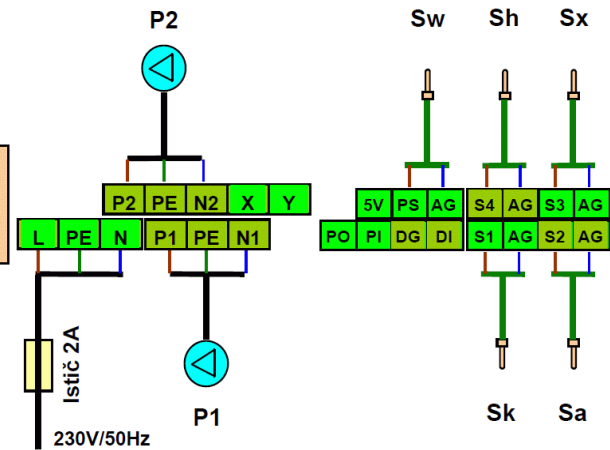 P2 Sw Sh Sx
P2 PE N2 X Y 5V PS AG S4 AG S3 AG
L PE N P1 PE N1 PO PI DG DI S1 AG S2 AG
Istič 2A
P1 Sk Sa
230V/50Hz